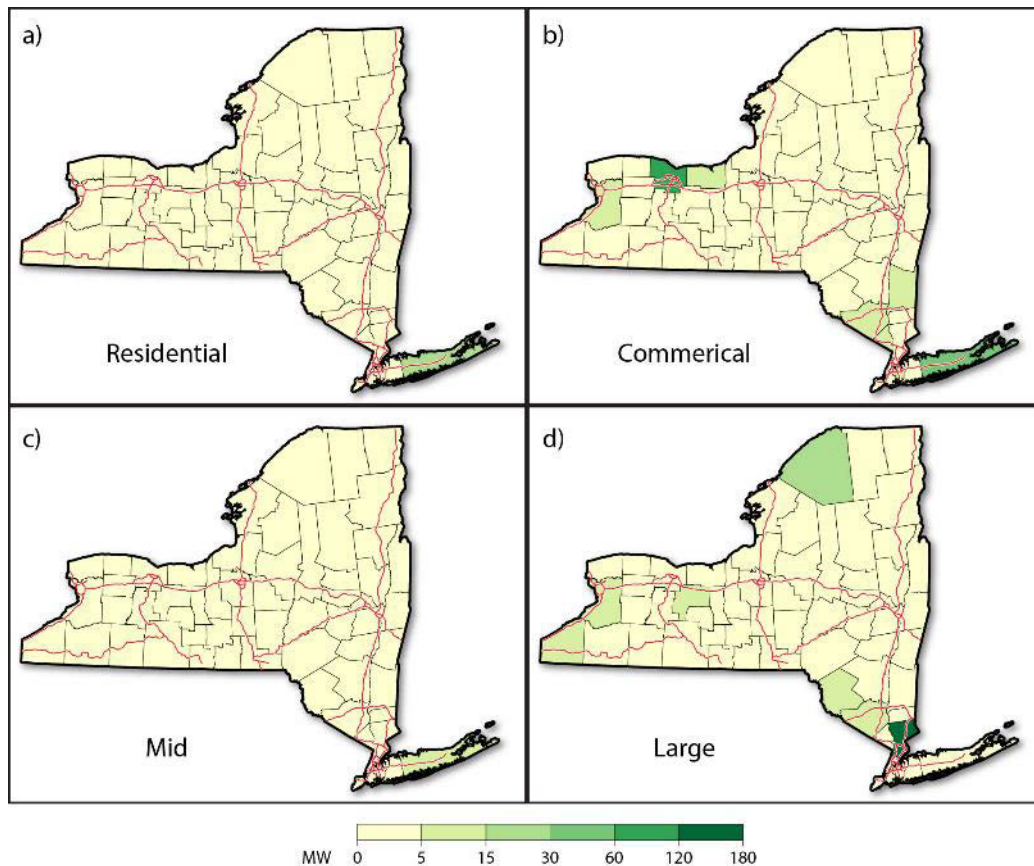 a)
Residential
b)
Commerical
c)
Mid
d)
Large
MW 0 5 15 30 60 120 180